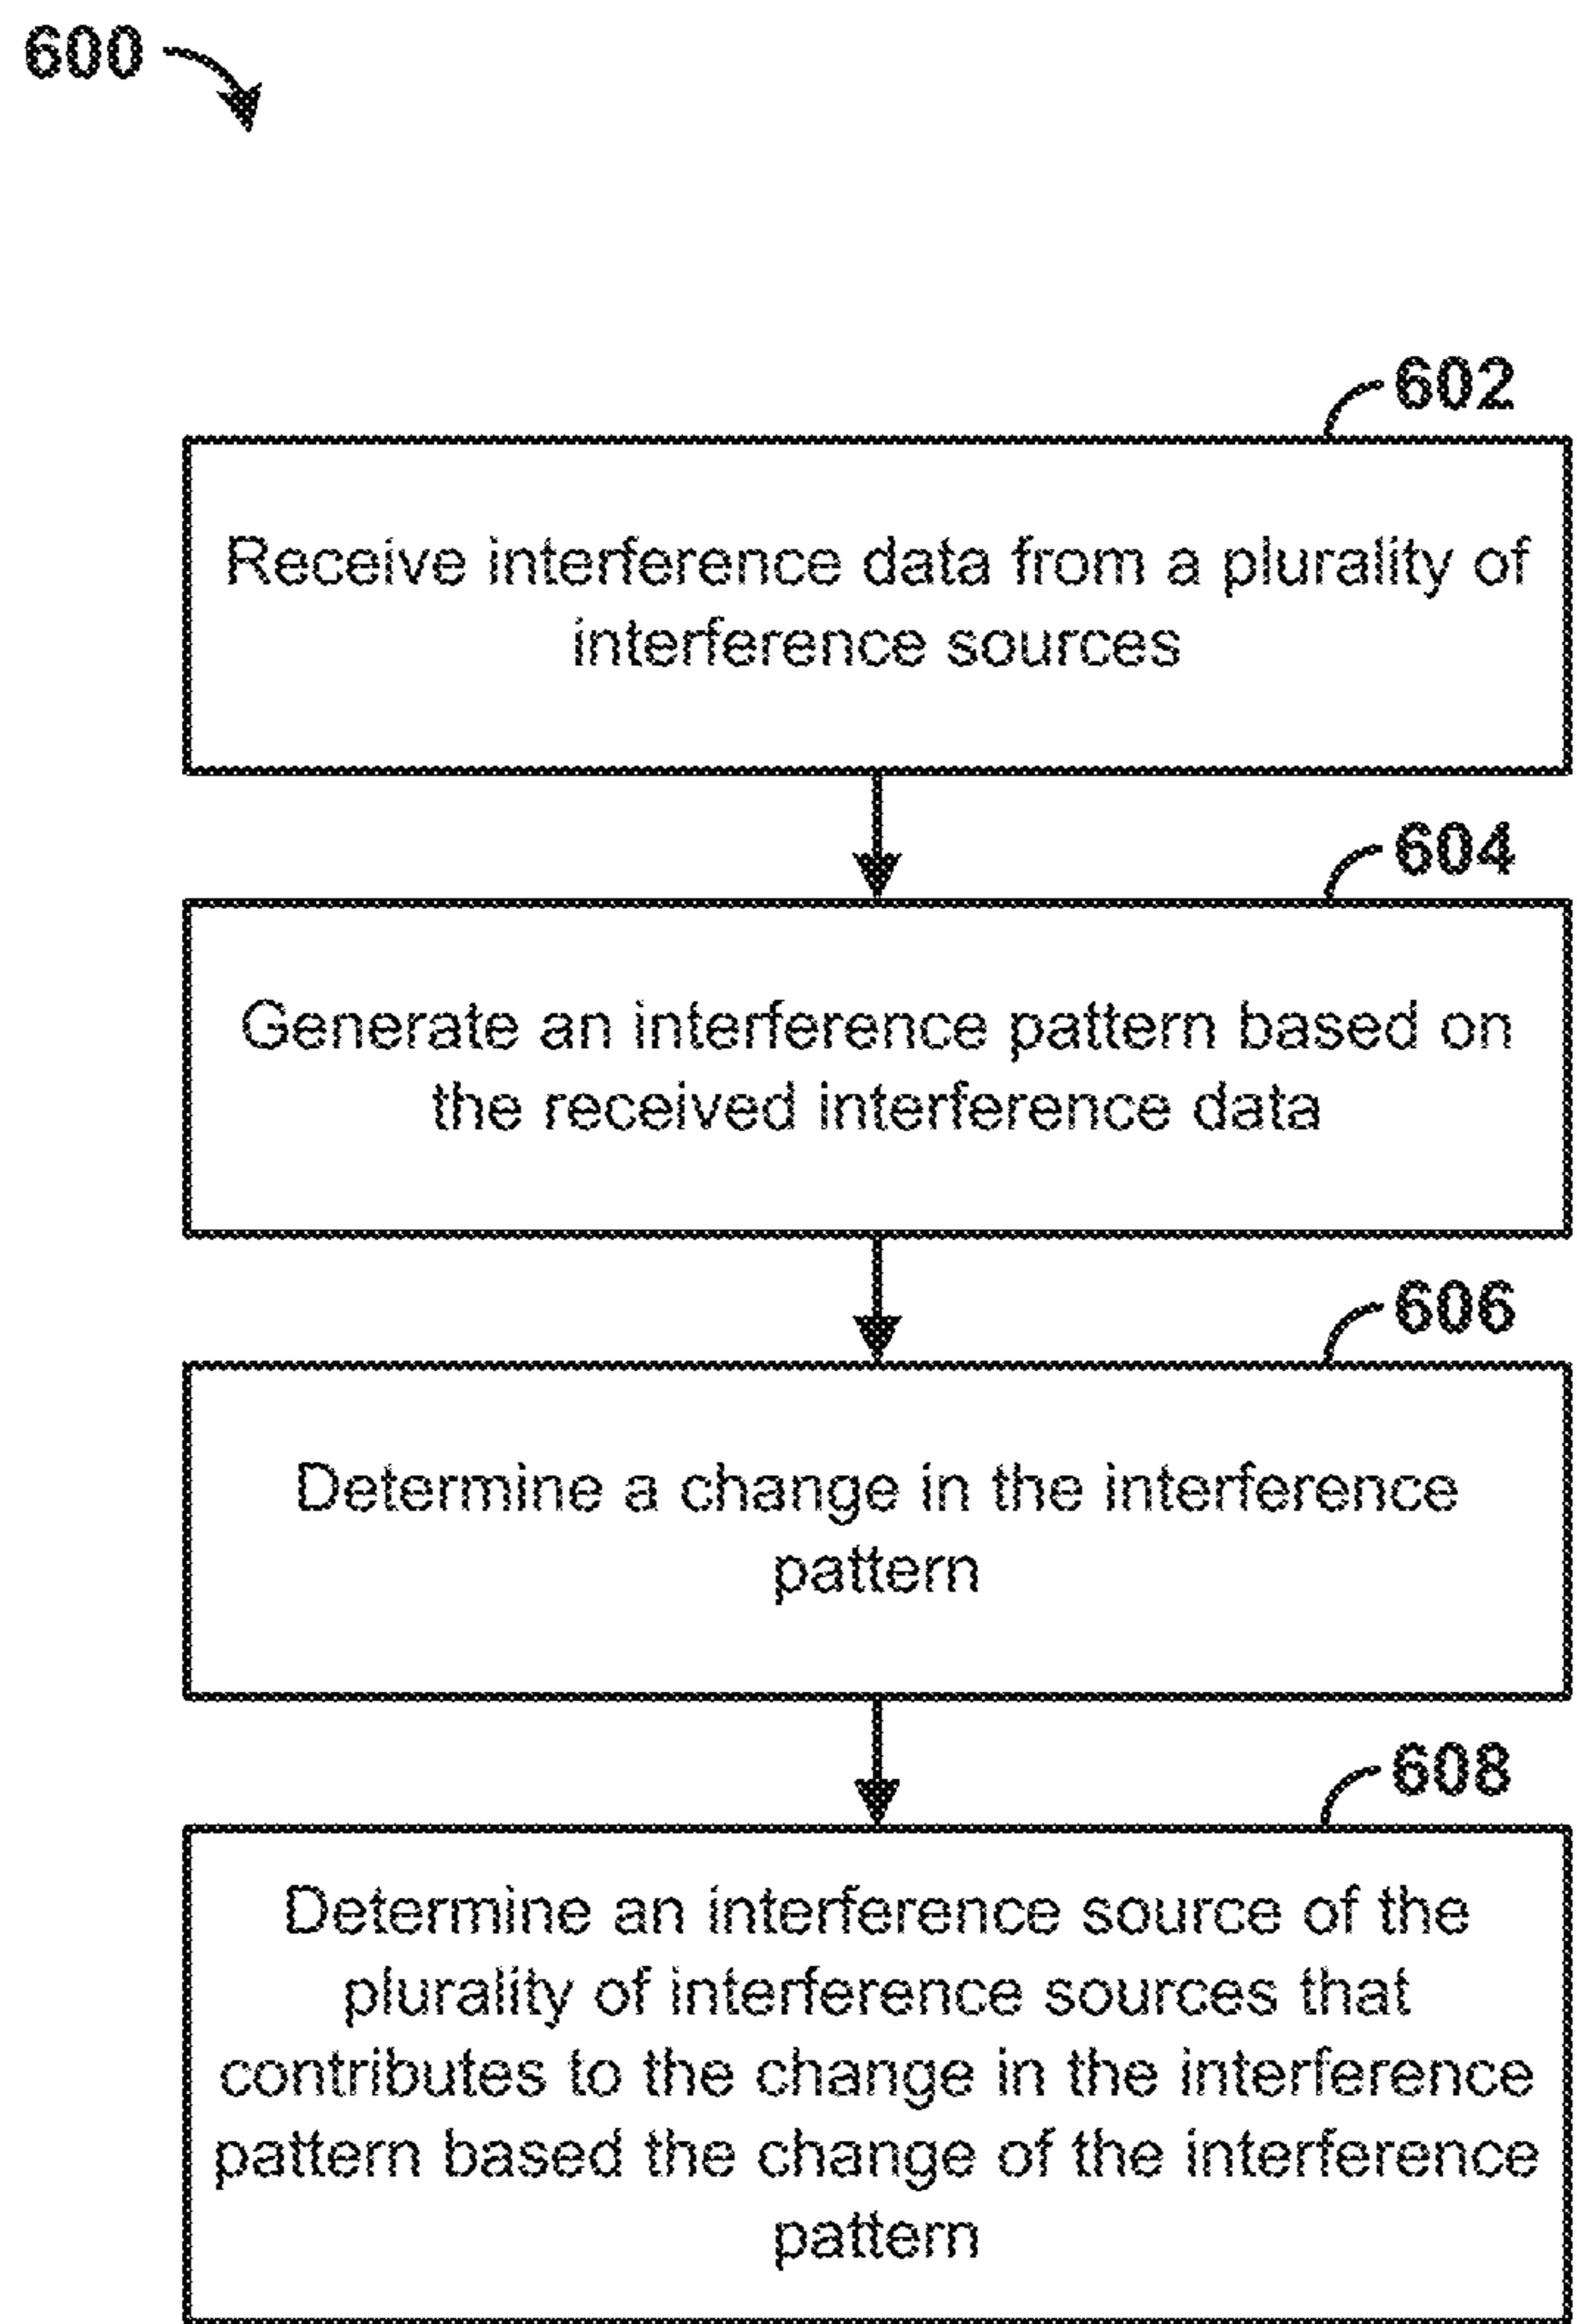 600
602
Receive interference data from a plurality of
interference sources
604
Generate an interference pattern based on
the received interference data
606
Determine a change in the interference
pattern
608
Determine an interference source of the
plurality of interference sources that
contributes to the change in the interference
pattern based the change of the interference
pattern